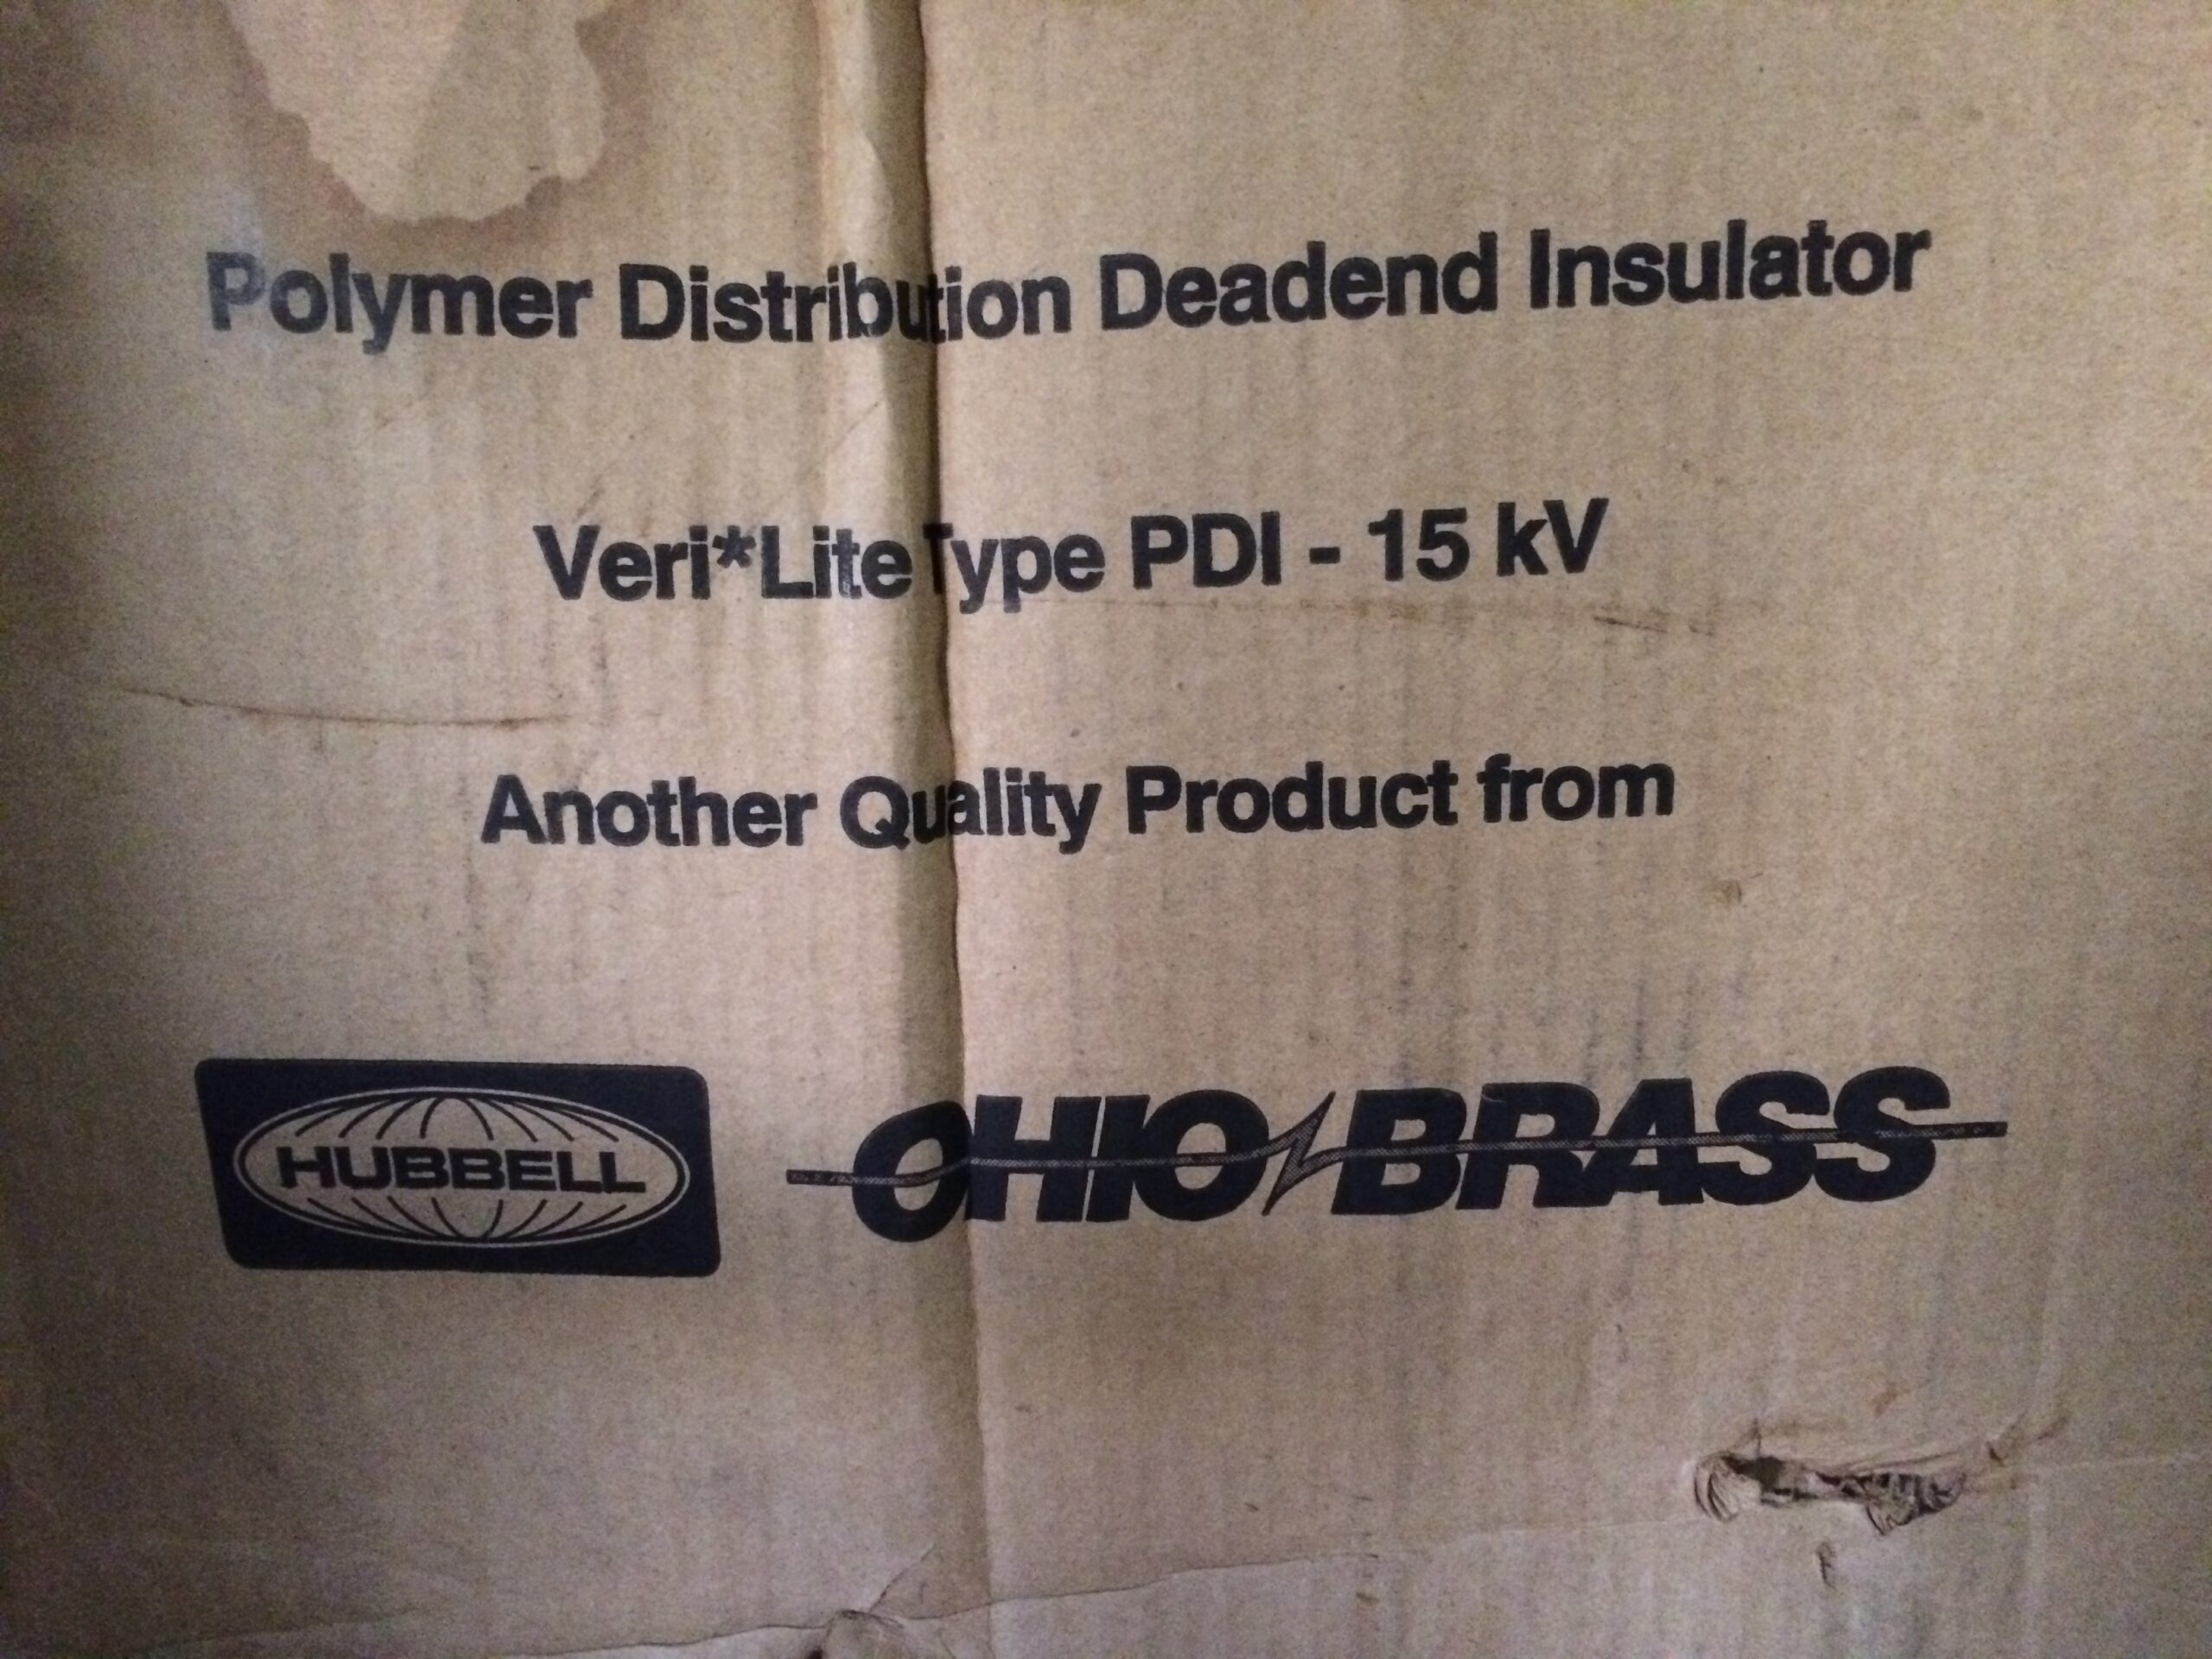 Polymer Distribution Deadend Insulator
Veri*Lite Type PDI - 15 kV
Another Quality Product from
HUBBELL OHIO BRASS